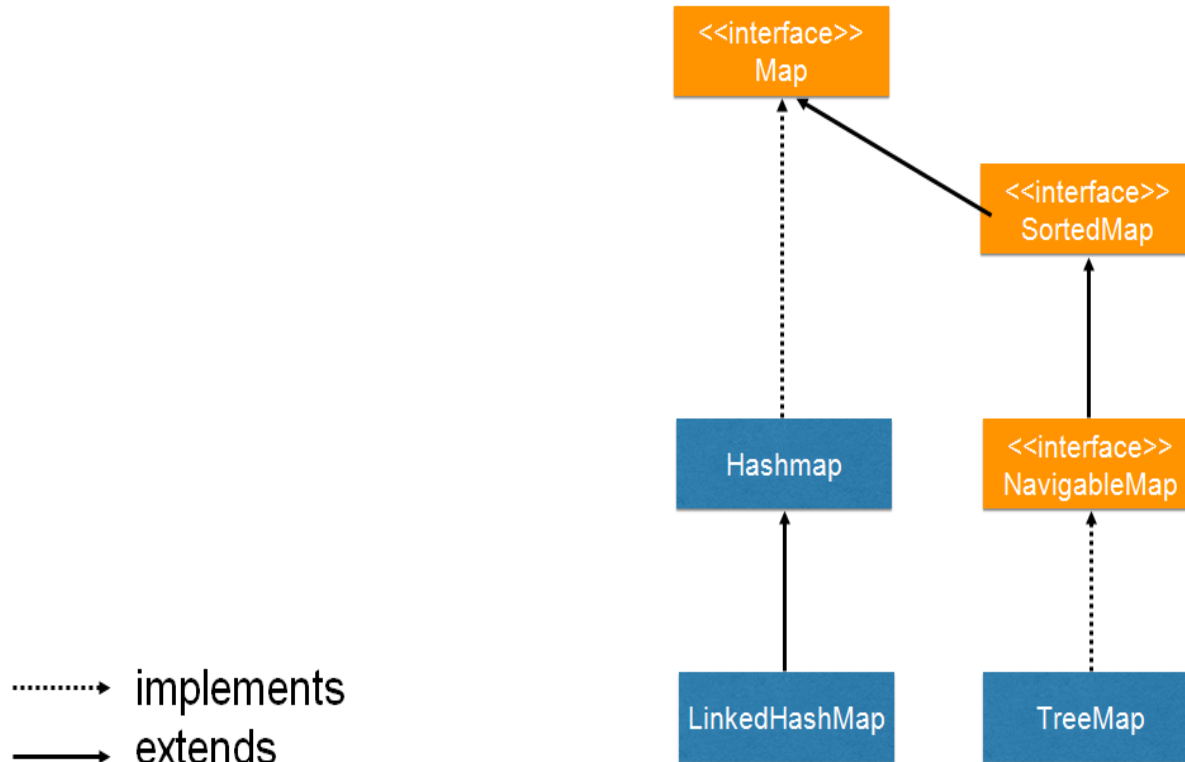 <<interface>>
Map
<<interface>>
SortedMap
Hashmap
<<interface>>
NavigableMap
LinkedHashMap
TreeMap
implements
extends